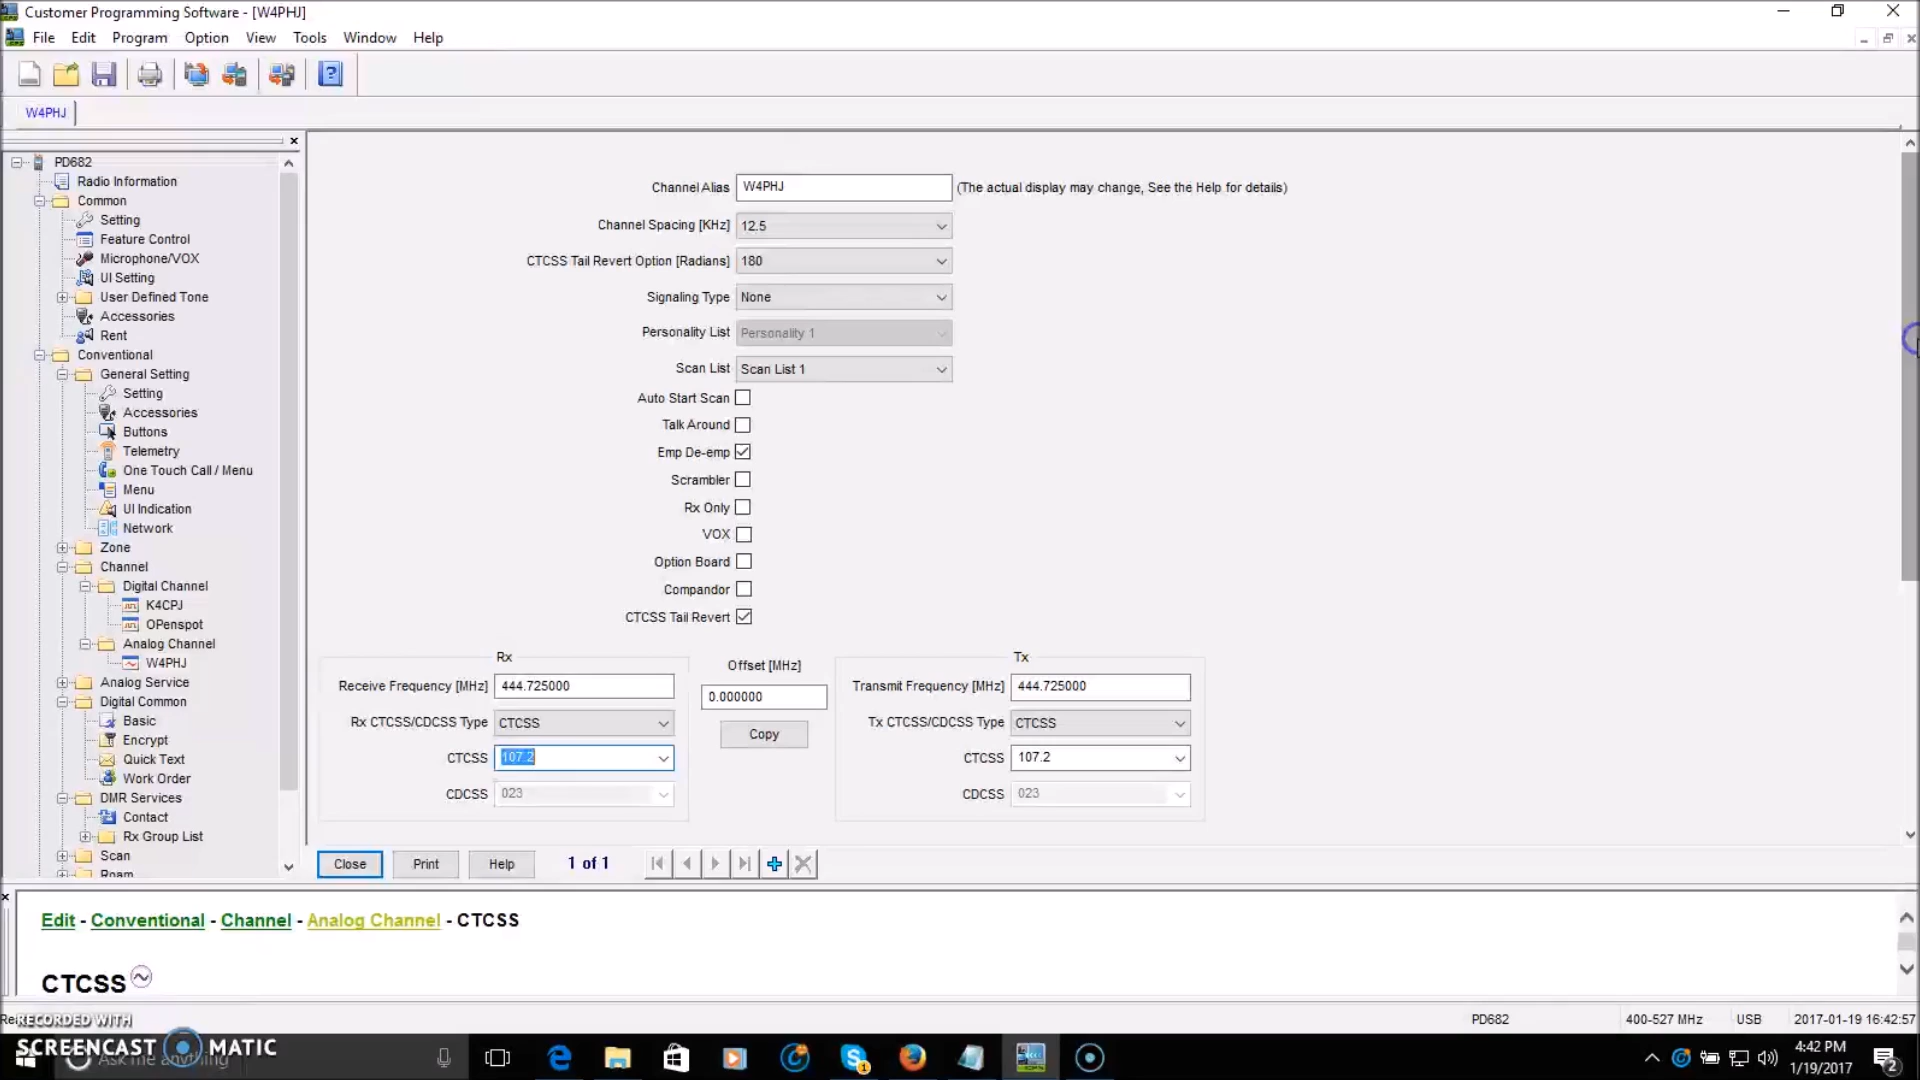 Customer Programming Software - [W4PHJ]
File Edit Program Option View Tools Window Help
W4PHJ
PD682
Radio Information
Common
Setting
Feature Control
Microphone/VOX
UI Setting
User Defined Tone
Accessories
Rent
Conventional
General Setting
Setting
Accessories
Buttons
Telemetry
One Touch Call / Menu
Menu
UI Indication
Network
Zone
Channel
Digital Channel
K4CPJ
OPenspot
Analog Channel
W4PHJ
Analog Service
Digital Common
Basic
Encrypt
Quick Text
Work Order
DMR Services
Contact
Rx Group List
Scan
Roam
Channel Alias W4PHJ (The actual display may change, See the Help for details)
Channel Spacing [KHz] 12.5
CTCSS Tail Revert Option [Radians] 180
Signaling Type None
Personality List Personality 1
Scan List Scan List 1
Auto Start Scan
Talk Around
Emp De-emp
Scrambler
Rx Only
VOX
Option Board
Compandor
CTCSS Tail Revert
Rx Offset [MHz] Tx
Receive Frequency [MHz] 444.725000 0.000000 Transmit Frequency [MHz] 444.725000
Rx CTCSS/CDCSS Type CTCSS Copy Tx CTCSS/CDCSS Type CTCSS
CTCSS 107.2 CTCSS 107.2
CDCSS 023 CDCSS 023
Close Print Help 1 of 1
Edit - Conventional - Channel - Analog Channel - CTCSS
CTCSS
RECORDED WITH PD682 400-527 MHz USB 2017-01-19 16:42:57
SCREENCAST MATIC
Ask me anything
4:42 PM
1/19/2017
1
2